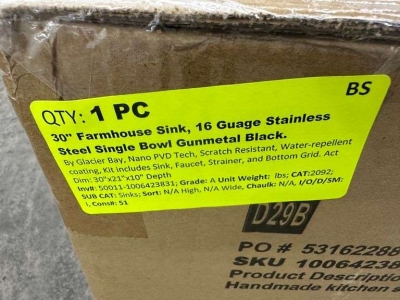 BS
QTY: 1 PC
30" Farmhouse Sink, 16 Guage Stainless
Steel Single Bowl Gunmetal Black.
By Glacier Bay, Nano PVD Tech, Scratch Resistant, Water-repellent
coating, Kit includes Sink, Faucet, Strainer, and Bottom Grid. Act
Dim: 30"x21"x10" Depth
Inv#: 50011-1006423831; Grade: A Unit Weight: lbs; CAT:2092;
SUB CAT: Sinks; Sort: N/A High, N/A Wide, Chaulk: N/A, I/O/D/SM:
I, Cons#: 51
D29B
PO # 53162288
SKU 10064238
Product Description
Handmade kitchen s